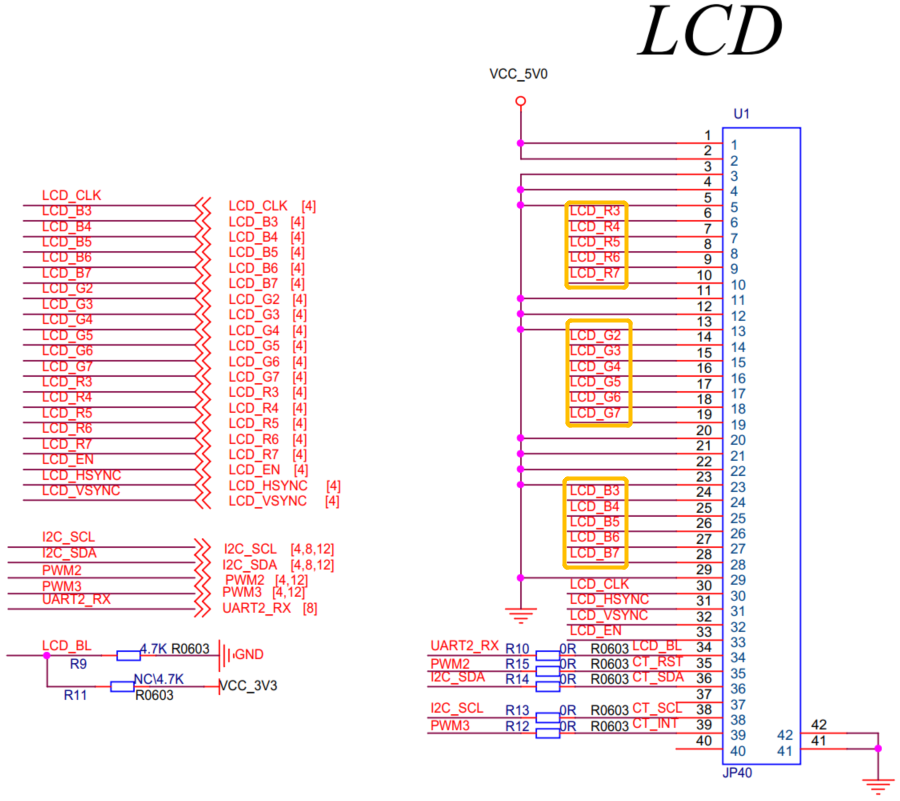 LCD
VCC_5V0
U1
LCD_CLK LCD_CLK [4]
LCD_B3 LCD_B3 [4]
LCD_B4 LCD_B4 [4]
LCD_B5 LCD_B5 [4]
LCD_B6 LCD_B6 [4]
LCD_B7 LCD_B7 [4]
LCD_G2 LCD_G2 [4]
LCD_G3 LCD_G3 [4]
LCD_G4 LCD_G4 [4]
LCD_G5 LCD_G5 [4]
LCD_G6 LCD_G6 [4]
LCD_G7 LCD_G7 [4]
LCD_R3 LCD_R3 [4]
LCD_R4 LCD_R4 [4]
LCD_R5 LCD_R5 [4]
LCD_R6 LCD_R6 [4]
LCD_R7 LCD_R7 [4]
LCD_EN LCD_EN [4]
LCD_HSYNC LCD_HSYNC [4]
LCD_VSYNC LCD_VSYNC [4]
I2C_SCL I2C_SCL [4,8,12]
I2C_SDA I2C_SDA [4,8,12]
PWM2 PWM2 [4,12]
PWM3 PWM3 [4,12]
UART2_RX UART2_RX [8]
LCD_BL 4.7K R0603 GND
R9
NC\4.7K VCC_3V3
R11 R0603
1 1
2 2
3 3
4 4
5 5
LCD_R3 6 6
LCD_R4 7 7
LCD_R5 8 8
LCD_R6 9 9
LCD_R7 10 10
11 11
12 12
13 13
LCD_G2 14 14
LCD_G3 15 15
LCD_G4 16 16
LCD_G5 17 17
LCD_G6 18 18
LCD_G7 19 19
20 20
21 21
22 22
23 23
LCD_B3 24 24
LCD_B4 25 25
LCD_B5 26 26
LCD_B6 27 27
LCD_B7 28 28
29 29
LCD_CLK 30 30
LCD_HSYNC 31 31
LCD_VSYNC 32 32
LCD_EN 33 33
UART2_RX R10 0R R0603 LCD_BL 34 34
PWM2 R15 0R R0603 CT_RST 35 35
I2C_SDA R14 0R R0603 CT_SDA 36 36
37 37
I2C_SCL R13 0R R0603 CT_SCL 38 38
PWM3 R12 0R R0603 CT_INT 39 39 42 42
40 40 41 41
JP40